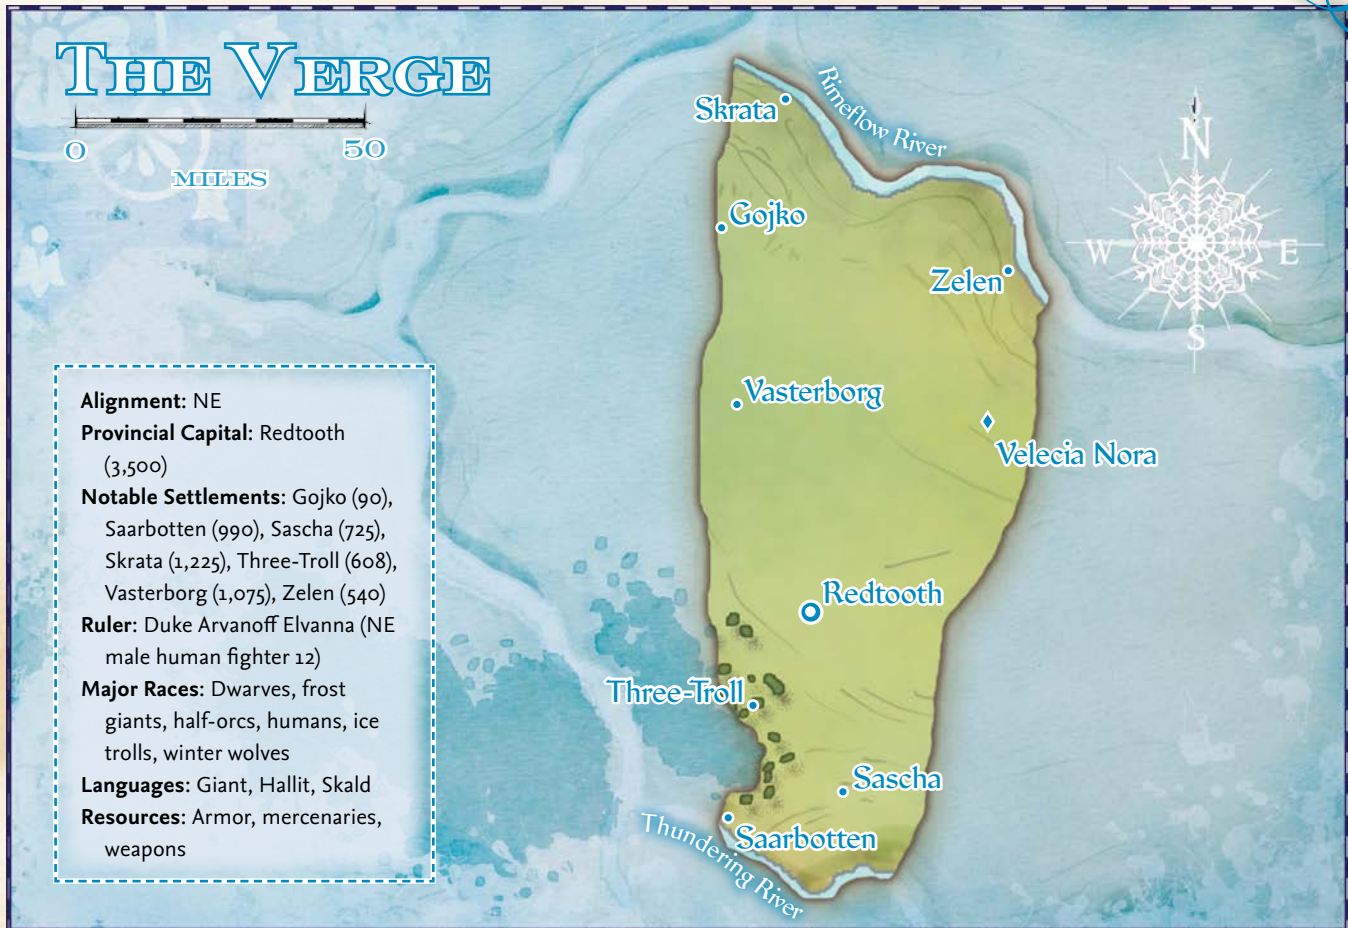 THE VERGE
0 50
MILES
Skrata
Rimeflow River
N
W E
S
Gojko
Zelen
Vasterborg
Velecia Nora
Redtooth
Three-Troll
Sascha
Saarbotten
Thundering River
Alignment: NE
Provincial Capital: Redtooth
(3,500)
Notable Settlements: Gojko (90),
Saarbotten (990), Sascha (725),
Skrata (1,225), Three-Troll (608),
Vasterborg (1,075), Zelen (540)
Ruler: Duke Arvanoff Elvanna (NE
male human fighter 12)
Major Races: Dwarves, frost
giants, half-orcs, humans, ice
trolls, winter wolves
Languages: Giant, Hallit, Skald
Resources: Armor, mercenaries,
weapons